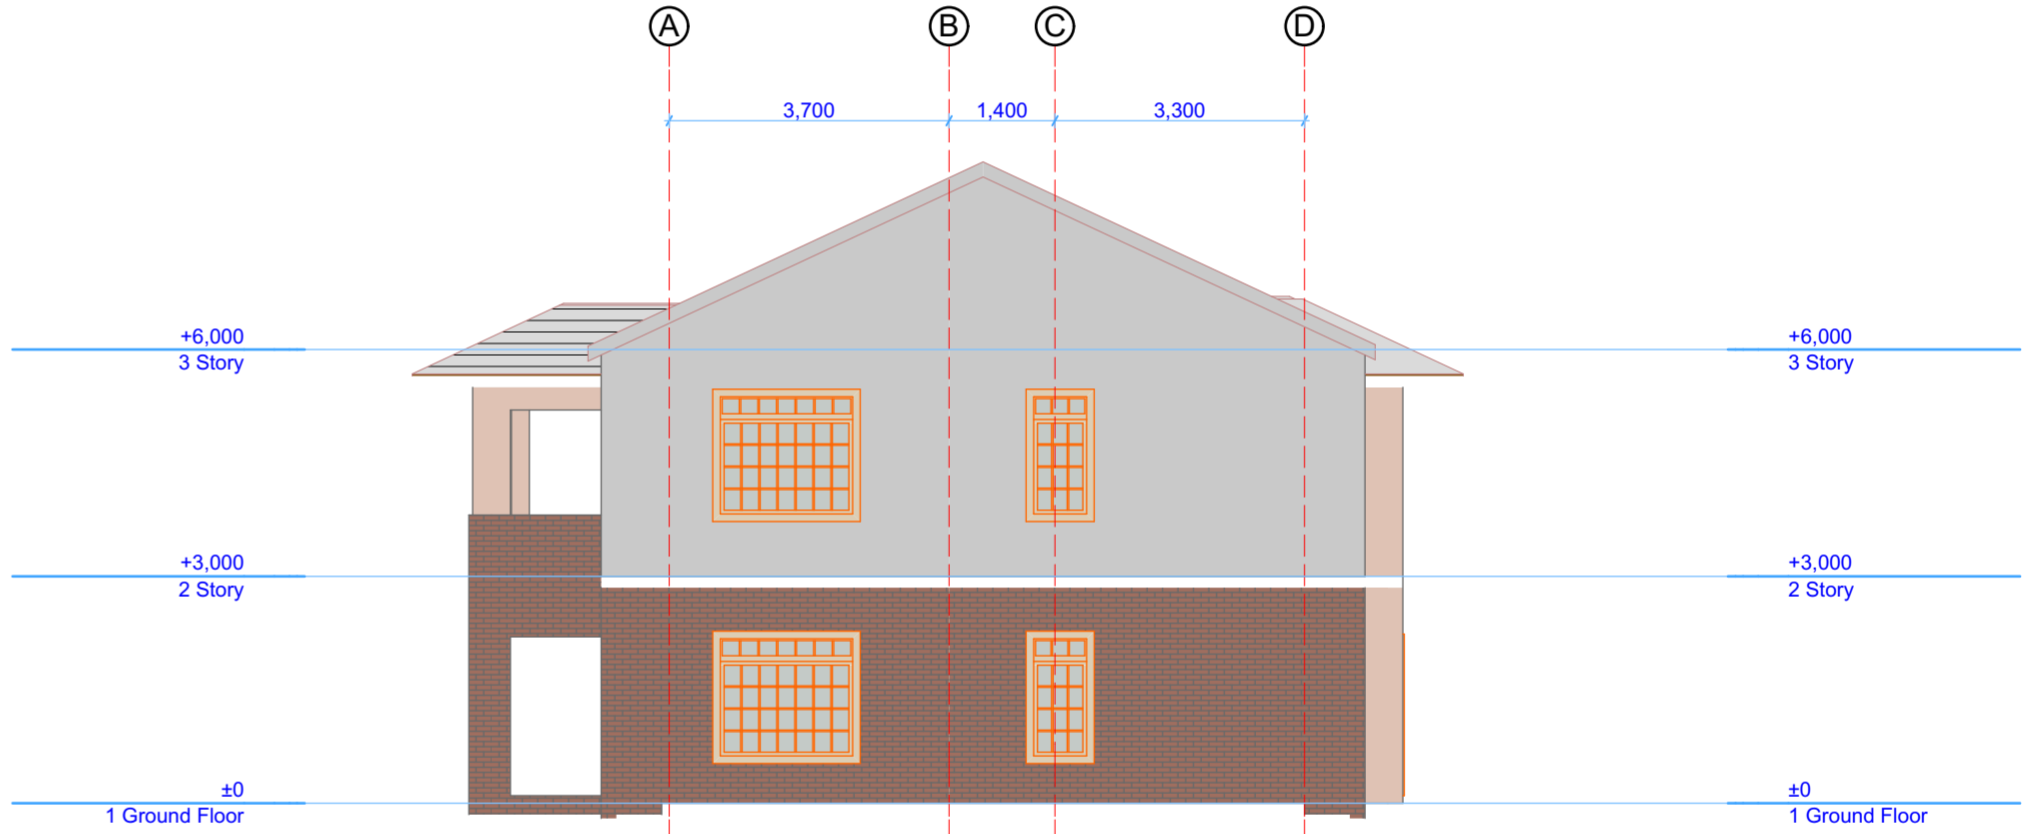 A B C D
3,700 1,400 3,300
+6,000 +6,000
3 Story 3 Story
+3,000 +3,000
2 Story 2 Story
±0 ±0
1 Ground Floor 1 Ground Floor